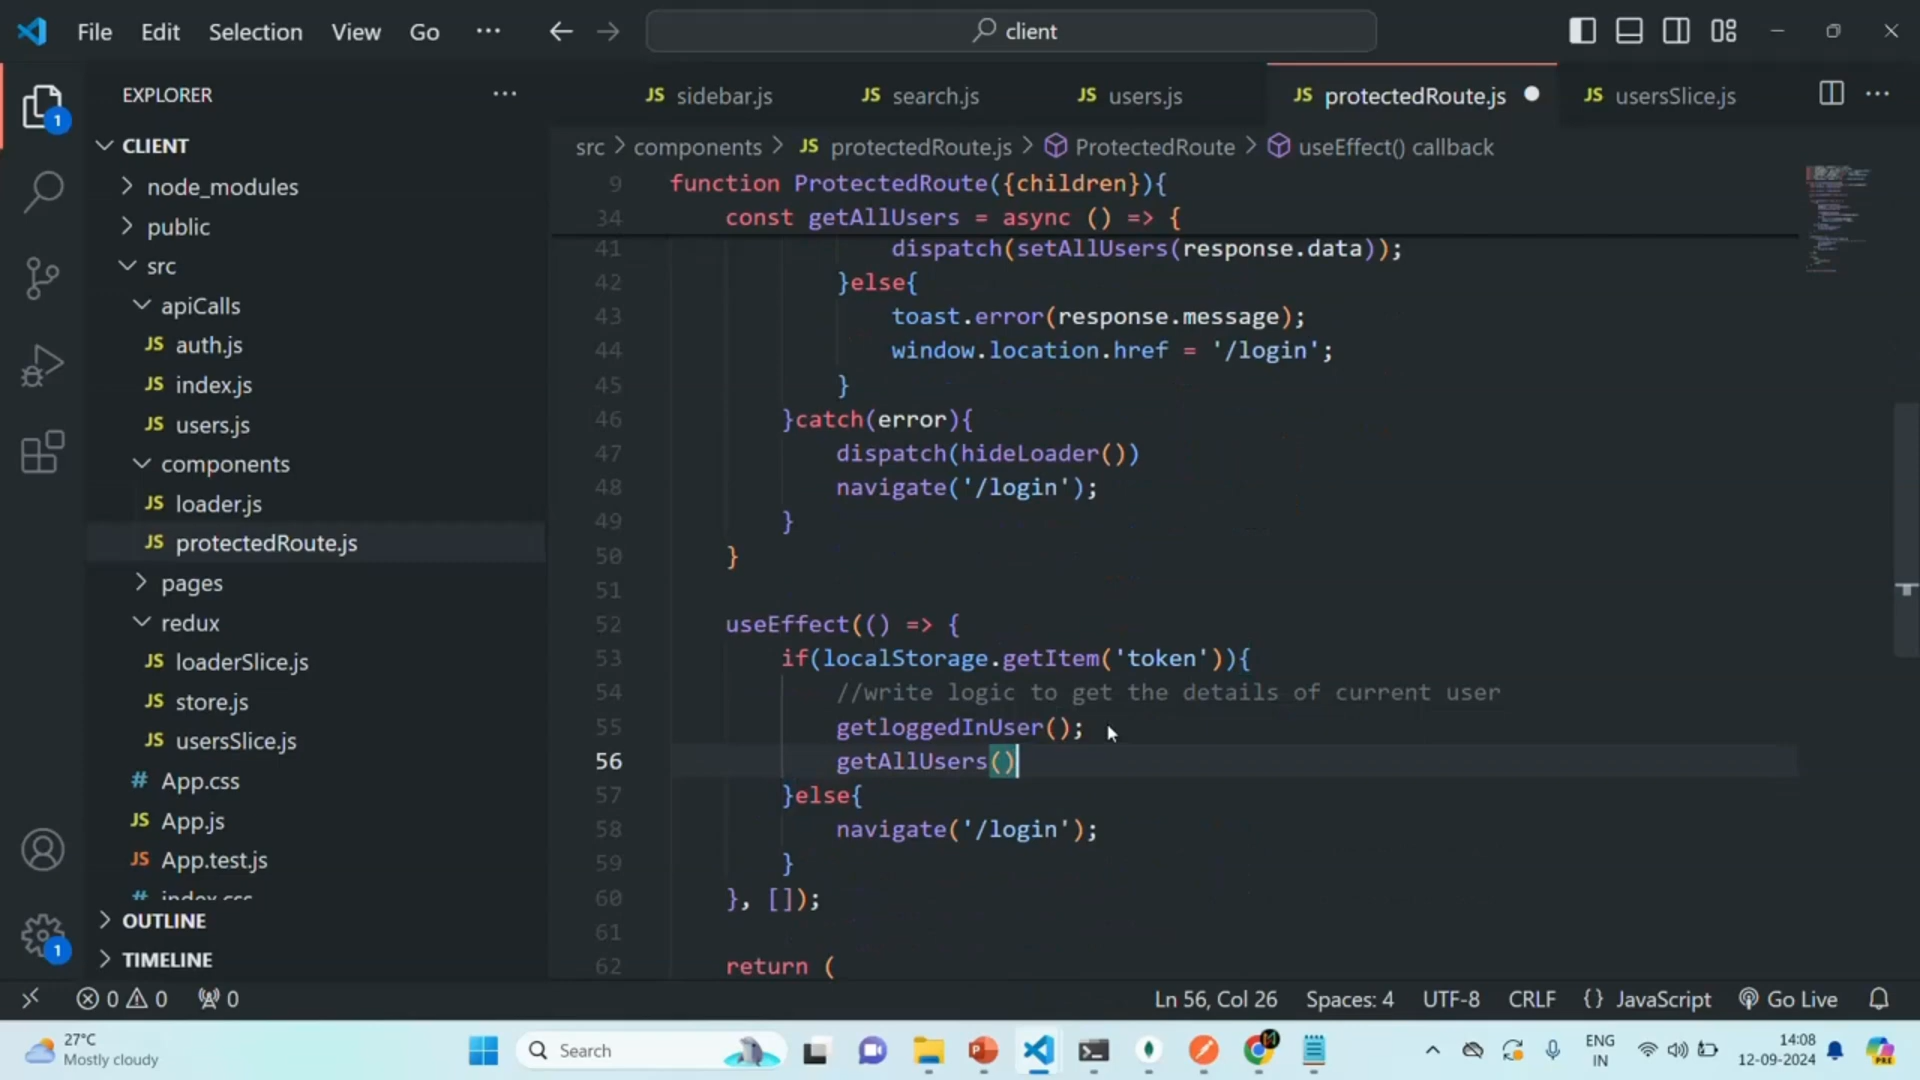 File Edit Selection View Go ··· client
EXPLORER ···
CLIENT
node_modules
public
src
apiCalls
JS auth.js
JS index.js
JS users.js
components
JS loader.js
JS protectedRoute.js
pages
redux
JS loaderSlice.js
JS store.js
JS usersSlice.js
# App.css
JS App.js
JS App.test.js
# index.css
OUTLINE
TIMELINE
1
1
JS sidebar.js JS search.js JS users.js JS protectedRoute.js JS usersSlice.js ···
src > components > JS protectedRoute.js > ProtectedRoute > useEffect() callback
9 function ProtectedRoute({children}){
34 const getAllUsers = async () => {
41 dispatch(setAllUsers(response.data));
42 }else{
43 toast.error(response.message);
44 window.location.href = '/login';
45 }
46 }catch(error){
47 dispatch(hideLoader())
48 navigate('/login');
49 }
50 }
51
52 useEffect(() => {
53 if(localStorage.getItem('token')){
54 //write logic to get the details of current user
55 getloggedInUser();
56 getAllUsers()
57 }else{
58 navigate('/login');
59 }
60 }, []);
61
62 return (
0 0 0 Ln 56, Col 26 Spaces: 4 UTF-8 CRLF {} JavaScript Go Live
27°C
Mostly cloudy
Search
ENG
IN
14:08
12-09-2024
PRE